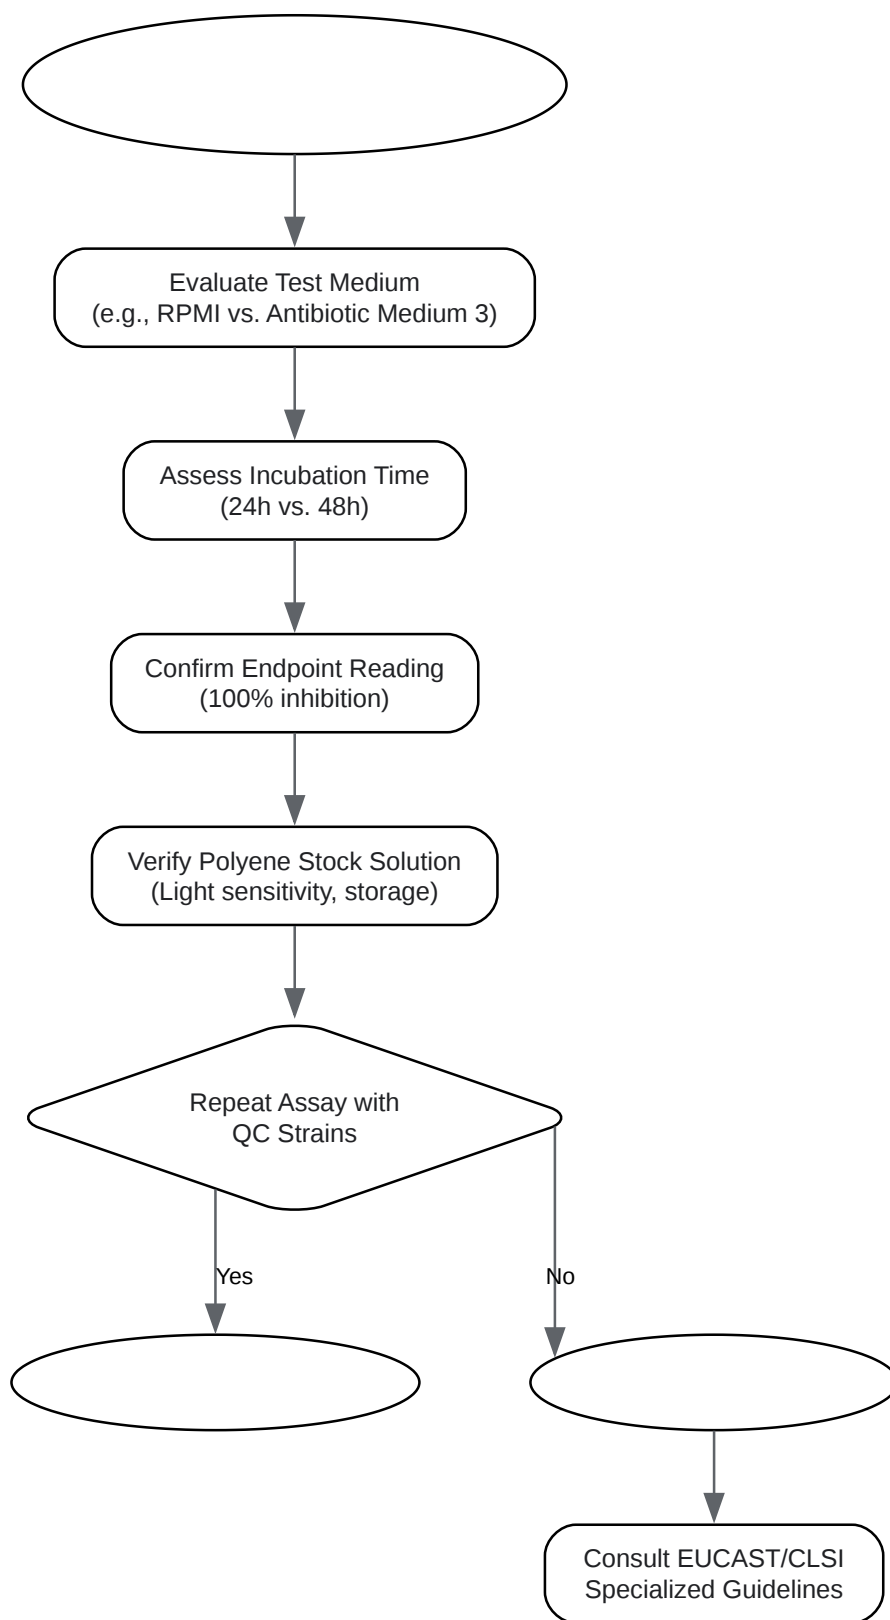 Evaluate Test Medium
(e.g., RPMI vs. Antibiotic Medium 3)
Assess Incubation Time
(24h vs. 48h)
Confirm Endpoint Reading
(100% inhibition)
Verify Polyene Stock Solution
(Light sensitivity, storage)
Repeat Assay with
QC Strains
Yes
No
Consult EUCAST/CLSI
Specialized Guidelines